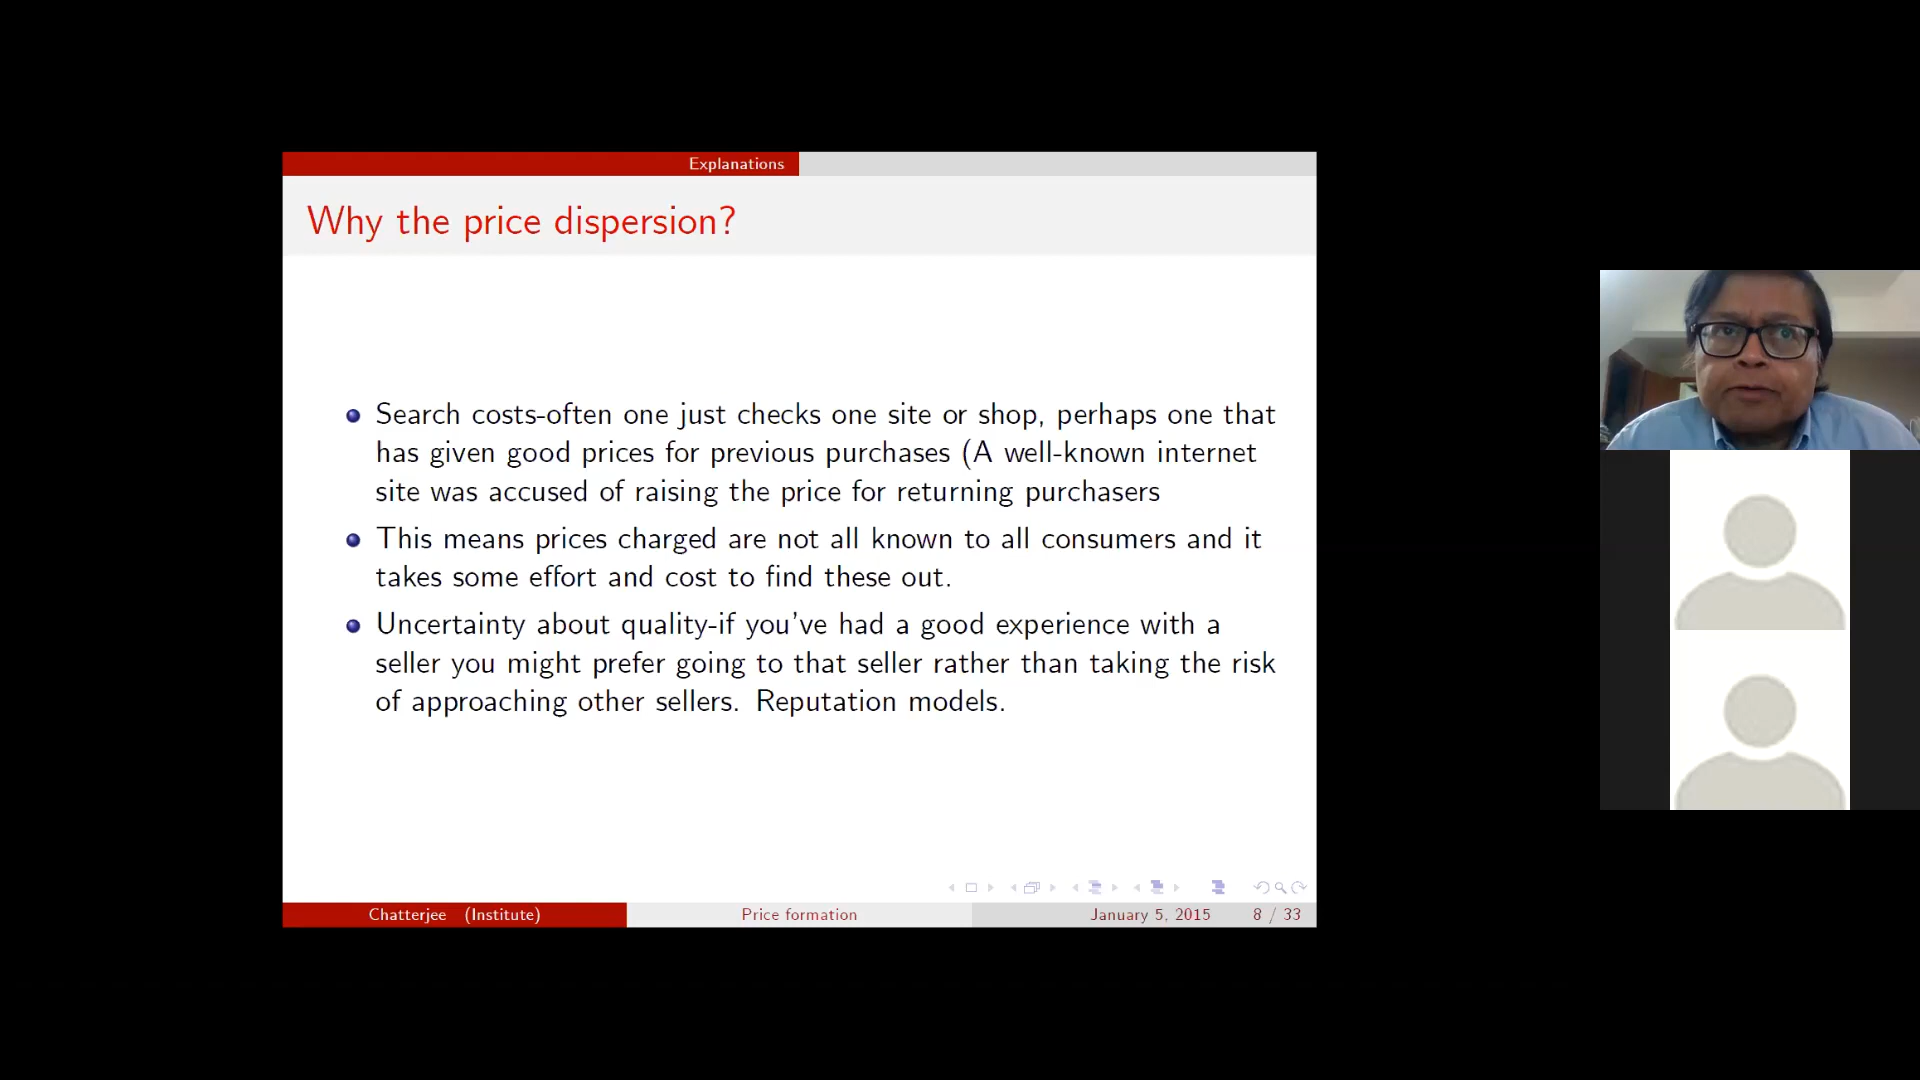 Explanations
Why the price dispersion?
Search costs-often one just checks one site or shop, perhaps one that
has given good prices for previous purchases (A well-known internet
site was accused of raising the price for returning purchasers
This means prices charged are not all known to all consumers and it
takes some effort and cost to find these out.
Uncertainty about quality-if you've had a good experience with a
seller you might prefer going to that seller rather than taking the risk
of approaching other sellers. Reputation models.
Chatterjee (Institute) Price formation January 5, 2015 8 / 33